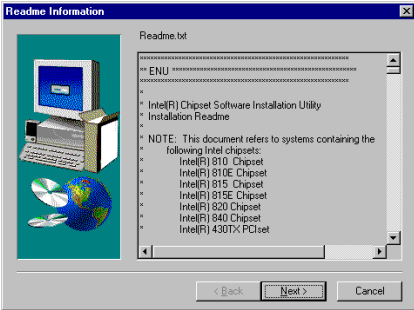 Readme Information
Readme.txt
************************************************************
** ENU ******************************************************
************************************************************
*
* Intel(R) Chipset Software Installation Utility
* Installation Readme
*
* NOTE:  This document refers to systems containing the
*        following Intel chipsets:
*            Intel(R) 810  Chipset
*            Intel(R) 810E Chipset
*            Intel(R) 815  Chipset
*            Intel(R) 815E Chipset
*            Intel(R) 820 Chipset
*            Intel(R) 840 Chipset
*            Intel(R) 430TX PCIset
< Back
Next >
Cancel